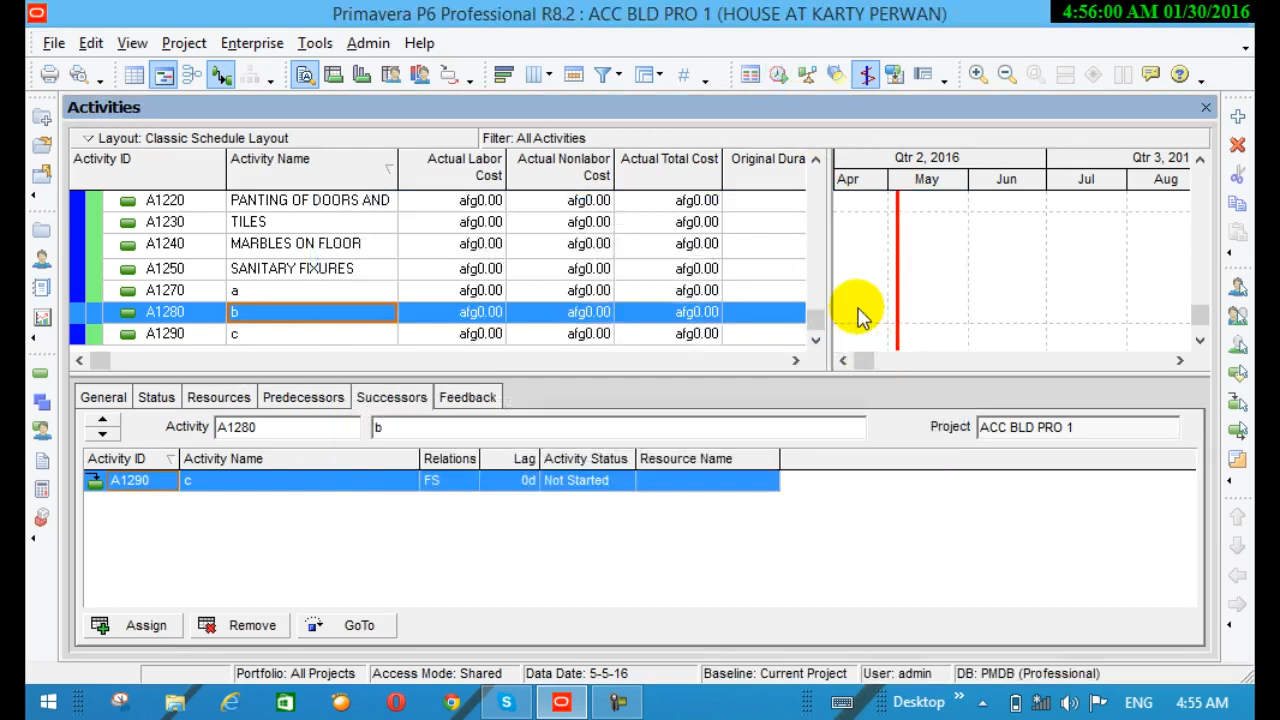 Primavera P6 Professional R8.2 : ACC BLD PRO 1 (HOUSE AT KARTY PERWAN)
4:56:00 AM 01/30/2016
File Edit View Project Enterprise Tools Admin Help
Activities
Layout: Classic Schedule Layout Filter: All Activities
Activity ID Activity Name Actual Labor Cost Actual Nonlabor Cost Actual Total Cost Original Dura
Qtr 2, 2016 Qtr 3, 201
Apr May Jun Jul Aug
A1220 PANTING OF DOORS AND afg0.00 afg0.00 afg0.00
A1230 TILES afg0.00 afg0.00 afg0.00
A1240 MARBLES ON FLOOR afg0.00 afg0.00 afg0.00
A1250 SANITARY FIXURES afg0.00 afg0.00 afg0.00
A1270 a afg0.00 afg0.00 afg0.00
A1280 b afg0.00 afg0.00 afg0.00
A1290 c afg0.00 afg0.00 afg0.00
General Status Resources Predecessors Successors Feedback
Activity A1280 b Project ACC BLD PRO 1
Activity ID Activity Name Relations Lag Activity Status Resource Name
A1290 c FS 0d Not Started
Assign Remove GoTo
Portfolio: All Projects Access Mode: Shared Data Date: 5-5-16 Baseline: Current Project User: admin DB: PMDB (Professional)
Desktop ENG 4:55 AM